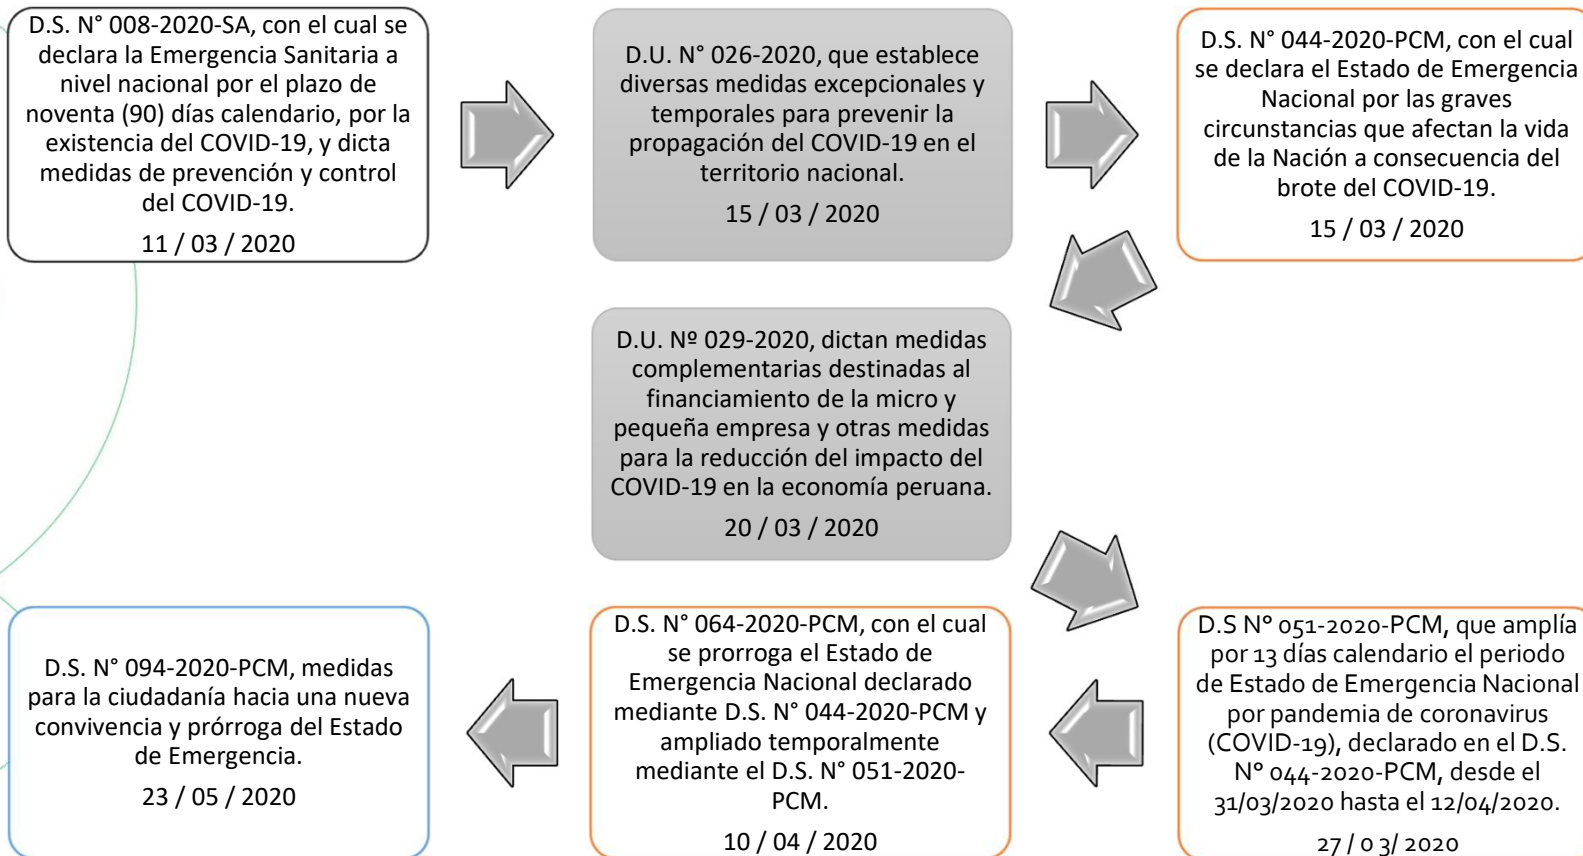 D.S. N° 008-2020-SA, con el cual se
declara la Emergencia Sanitaria a
nivel nacional por el plazo de
noventa (90) días calendario, por la
existencia del COVID-19, y dicta
medidas de prevención y control
del COVID-19.
11 / 03 / 2020
D.U. N° 026-2020, que establece
diversas medidas excepcionales y
temporales para prevenir la
propagación del COVID-19 en el
territorio nacional.
15 / 03 / 2020
D.S. N° 044-2020-PCM, con el cual
se declara el Estado de Emergencia
Nacional por las graves
circunstancias que afectan la vida
de la Nación a consecuencia del
brote del COVID-19.
15 / 03 / 2020
D.U. Nº 029-2020, dictan medidas
complementarias destinadas al
financiamiento de la micro y
pequeña empresa y otras medidas
para la reducción del impacto del
COVID-19 en la economía peruana.
20 / 03 / 2020
D.S N° 051-2020-PCM, que amplía
por 13 días calendario el periodo
de Estado de Emergencia Nacional
por pandemia de coronavirus
(COVID-19), declarado en el D.S.
N° 044-2020-PCM, desde el
31/03/2020 hasta el 12/04/2020.
27 / 0 3/ 2020
D.S. N° 064-2020-PCM, con el cual
se prorroga el Estado de
Emergencia Nacional declarado
mediante D.S. N° 044-2020-PCM y
ampliado temporalmente
mediante el D.S. N° 051-2020-
PCM.
10 / 04 / 2020
D.S. N° 094-2020-PCM, medidas
para la ciudadanía hacia una nueva
convivencia y prórroga del Estado
de Emergencia.
23 / 05 / 2020